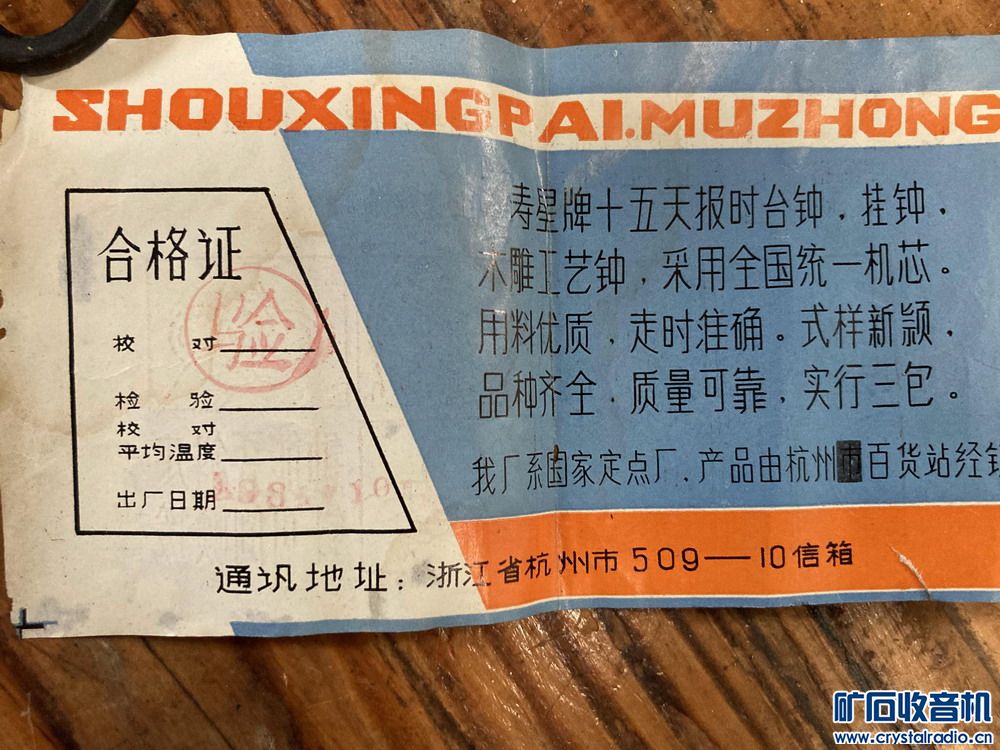 SHOUXINGPAI.MUZHONG
寿星牌十五天报时台钟,挂钟,
木雕工艺钟,采用全国统一机芯。
用料优质,走时准确。式样新颖,
品种齐全,质量可靠,实行三包。
我厂系国家定点厂、产品由杭州市百货站经销
合格证
验
校 对
检 验
校 对
平均温度
出厂日期
通讯地址:浙江省杭州市509—10信箱
矿石收音机
www.crystalradio.cn